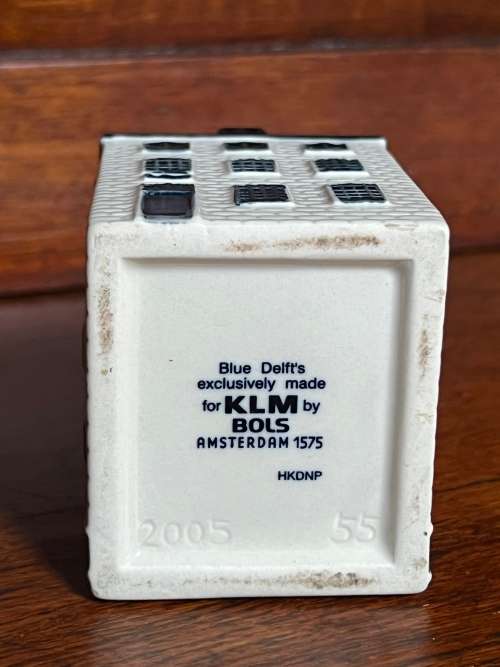 Blue Delft's
exclusively made
for KLM by
BOLS
AMSTERDAM 1575
HKDNP
2005 55